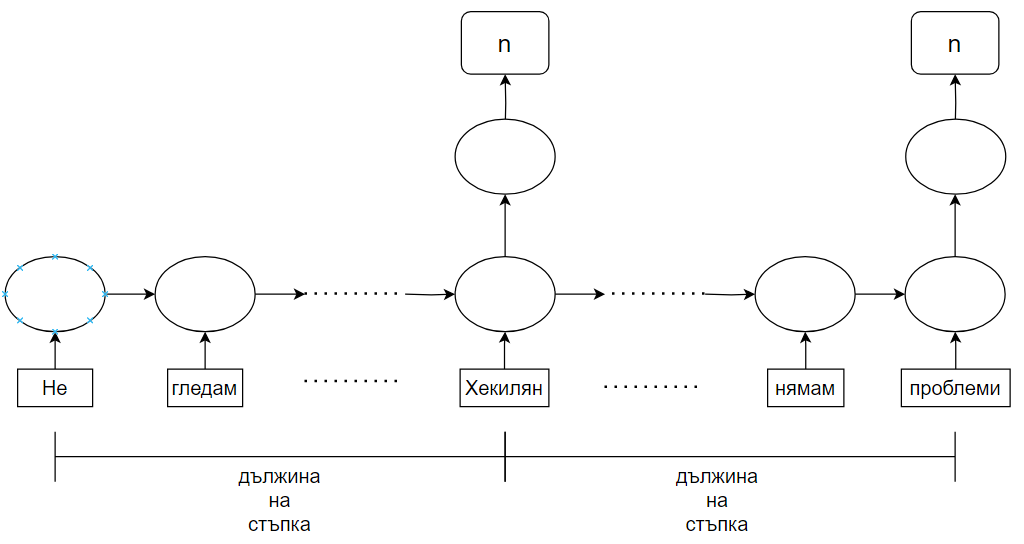 n
n
Не
гледам
Хекилян
нямам
проблеми
дължина
на
стъпка
дължина
на
стъпка